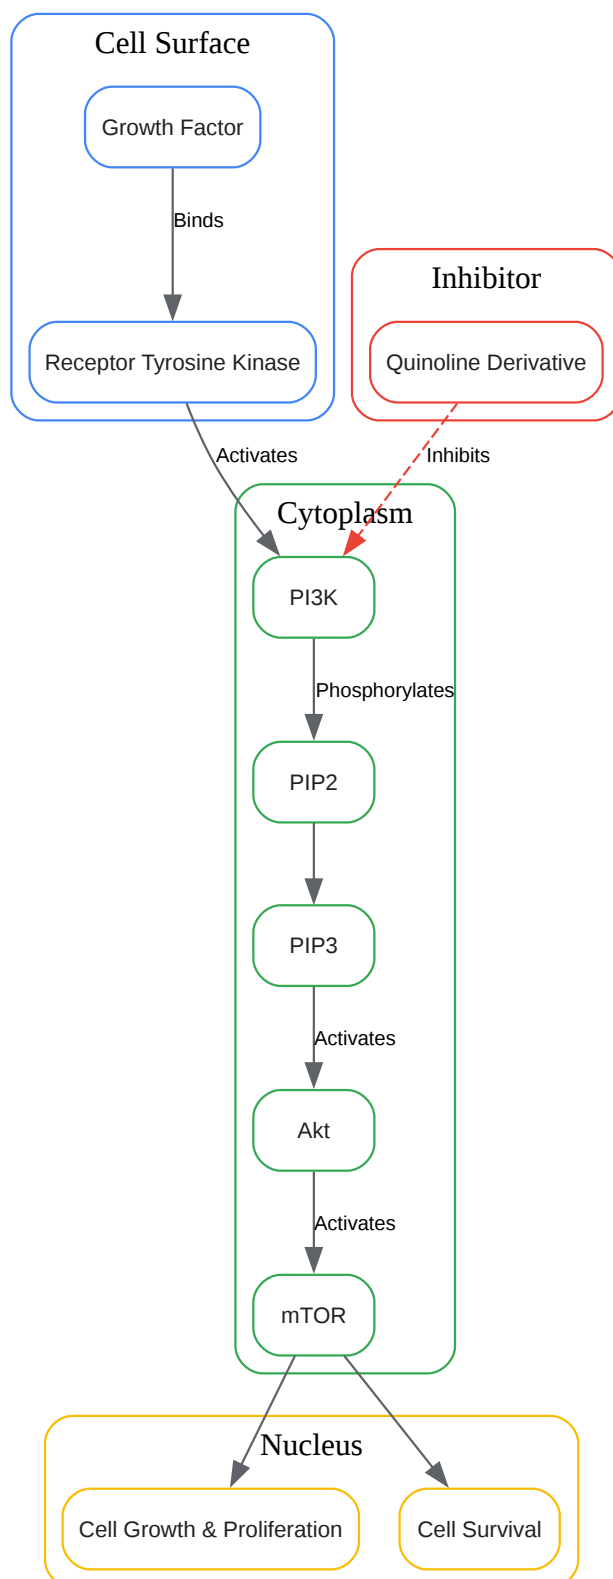 Cell Surface
Growth Factor
Binds
Inhibitor
Receptor Tyrosine Kinase
Quinoline Derivative
Activates
Inhibits
Cytoplasm
PI3K
Phosphorylates
PIP2
PIP3
Activates
Akt
Activates
mTOR
Nucleus
Cell Growth & Proliferation
Cell Survival